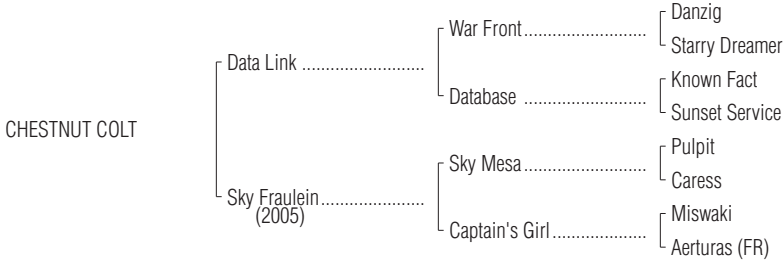 Danzig
War Front
Starry Dreamer
Data Link
Known Fact
Database
Sunset Service
CHESTNUT COLT
Pulpit
Sky Mesa
Caress
Sky Fraulein
(2005)
Miswaki
Captain's Girl
Aerturas (FR)